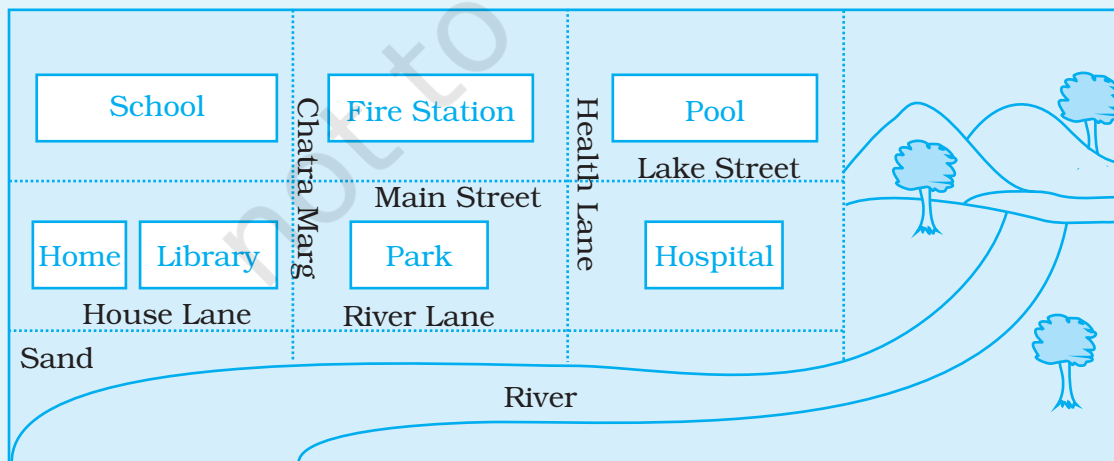 School
Fire Station
Pool
Chatra Marg
Health Lane
Lake Street
Main Street
Home
Library
Park
Hospital
House Lane
River Lane
Sand
River
not to